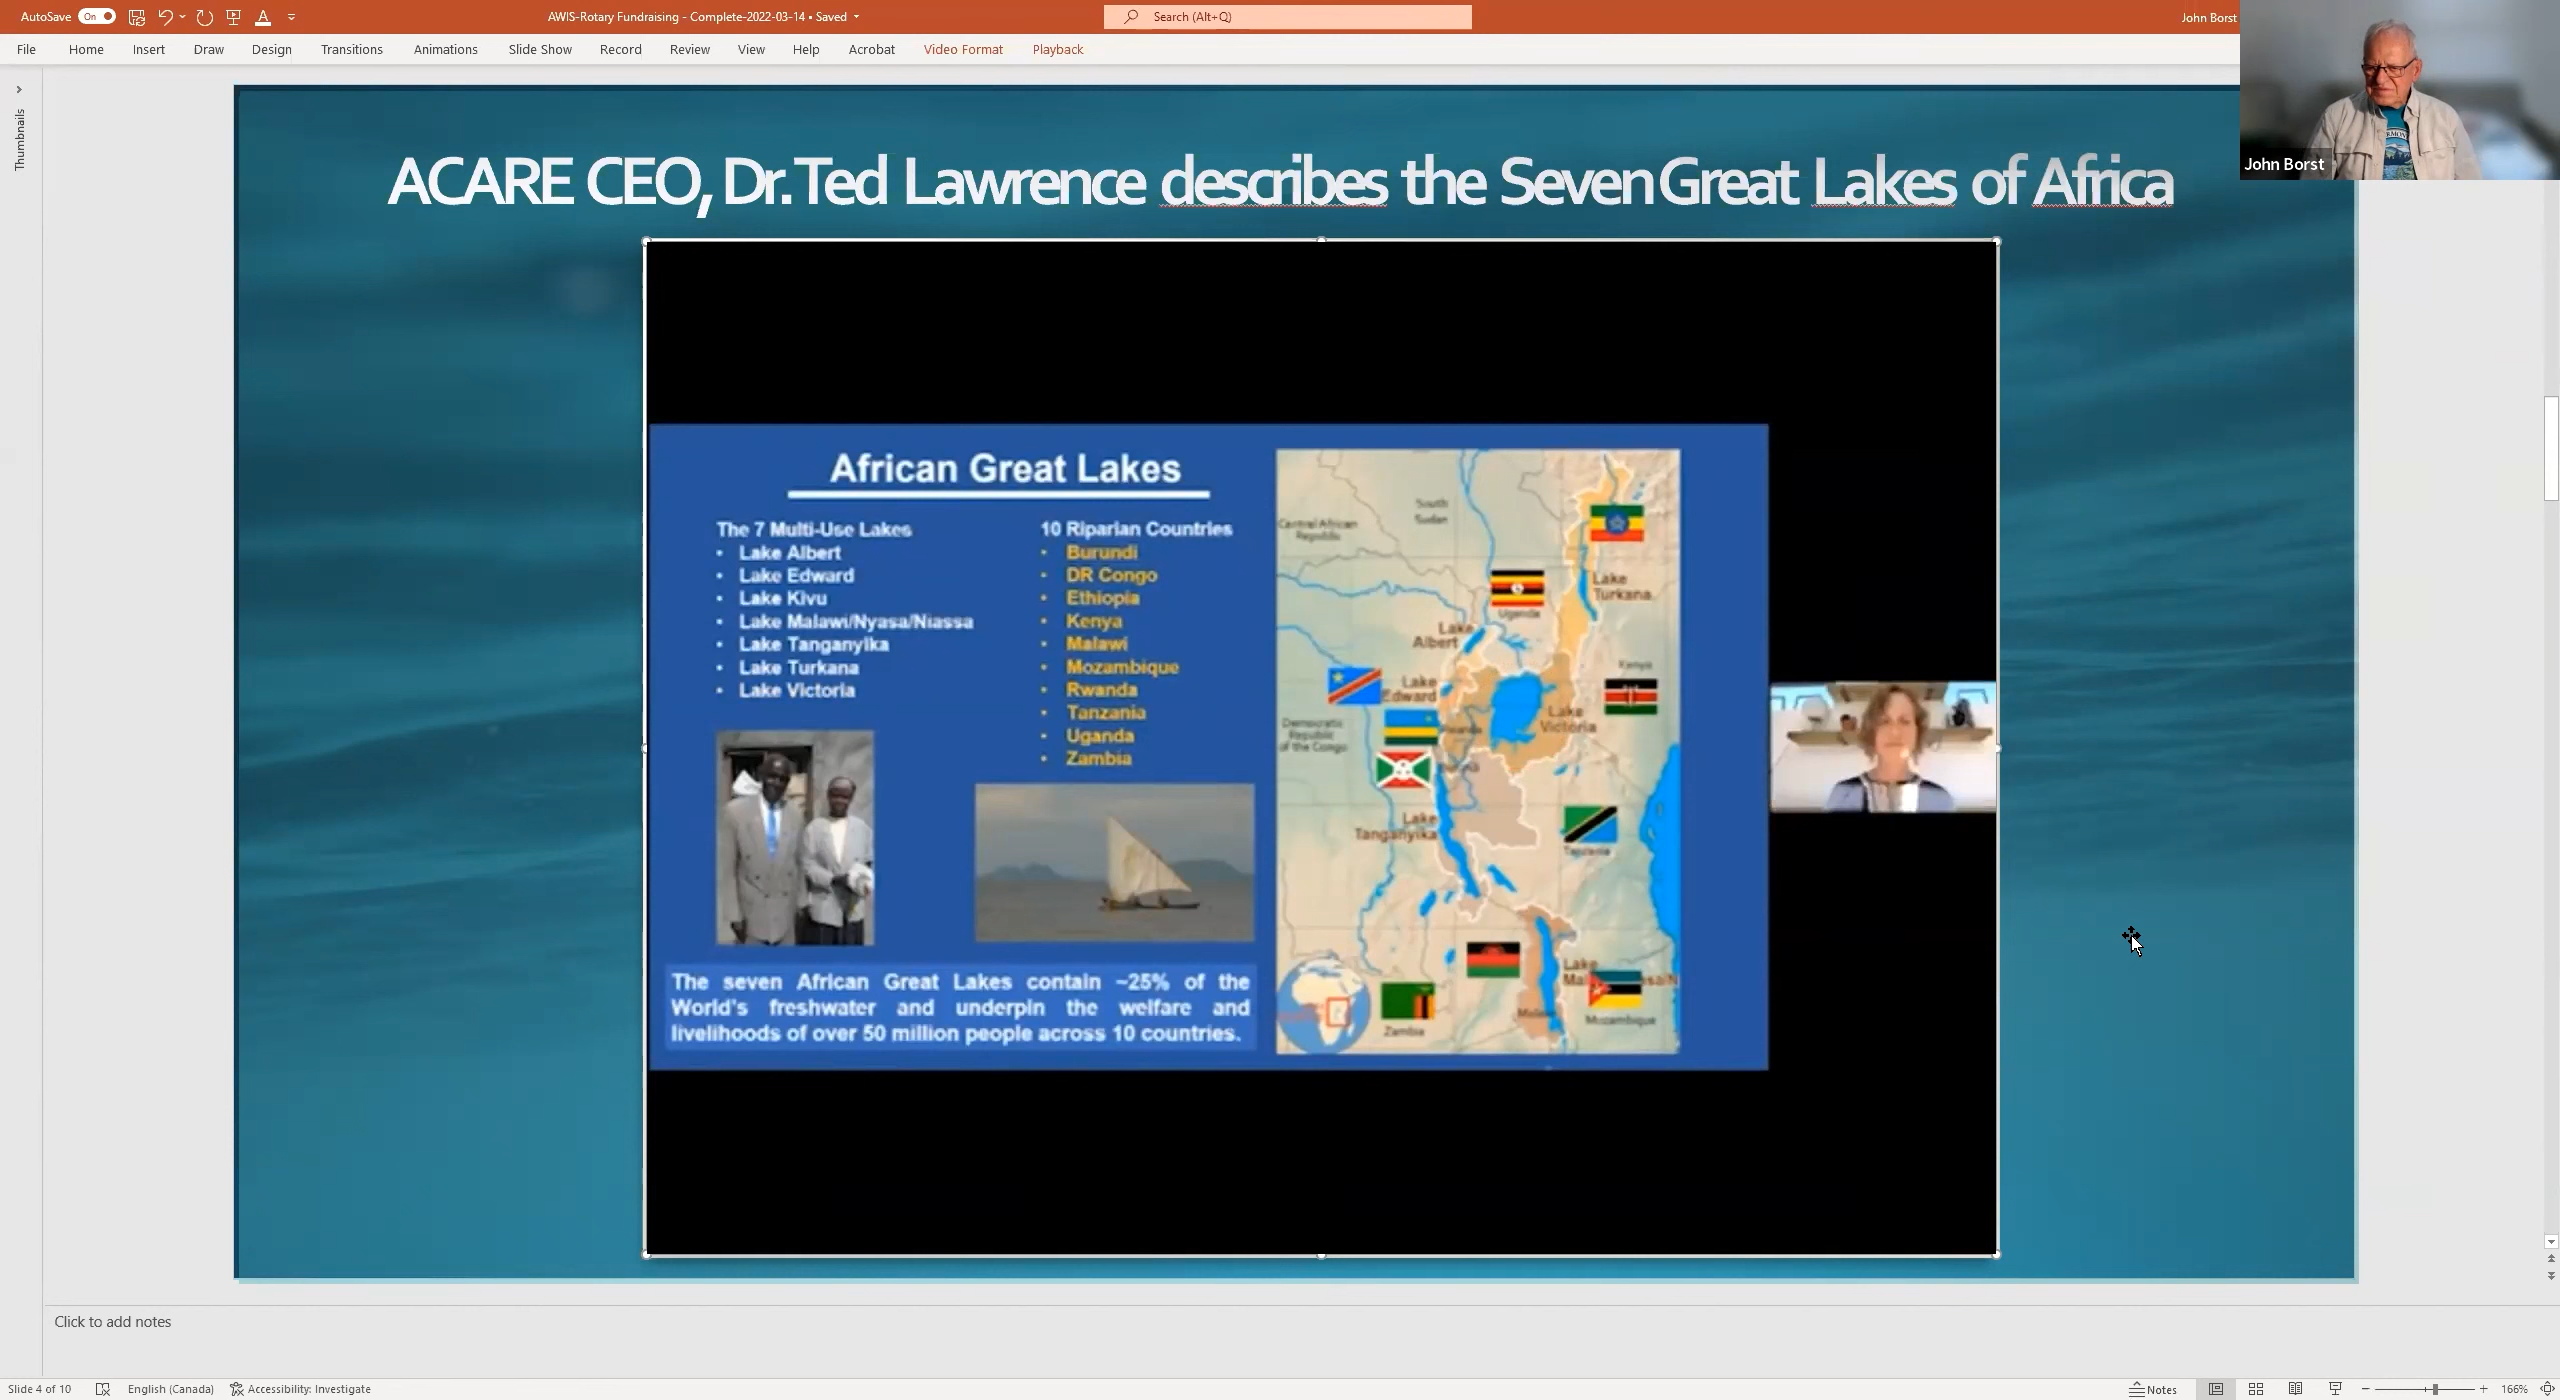 AutoSave On
AWIS-Rotary Fundraising - Complete-2022-03-14 • Saved
Search (Alt+Q)
John Borst
File Home Insert Draw Design Transitions Animations Slide Show Record Review View Help Acrobat Video Format Playback
Thumbnails
John Borst
ACARE CEO, Dr. Ted Lawrence describes the Seven Great Lakes of Africa
African Great Lakes
The 7 Multi-Use Lakes
• Lake Albert
• Lake Edward
• Lake Kivu
• Lake Malawi/Nyasa/Niassa
• Lake Tanganyika
• Lake Turkana
• Lake Victoria
10 Riparian Countries
• Burundi
• DR Congo
• Ethiopia
• Kenya
• Malawi
• Mozambique
• Rwanda
• Tanzania
• Uganda
• Zambia
The seven African Great Lakes contain ~25% of the
World's freshwater and underpin the welfare and
livelihoods of over 50 million people across 10 countries.
Central African
Republic
South
Sudan
Lake
Turkana
Uganda
Lake
Albert
Kenya
Lake
Edward
Lake
Victoria
Democratic
Republic
of the Congo
Lake
Tanganyika
Tanzania
Lake
Zambia
Malawi
Mozambique
Click to add notes
Slide 4 of 10
English (Canada)
Accessibility: Investigate
Notes
166%